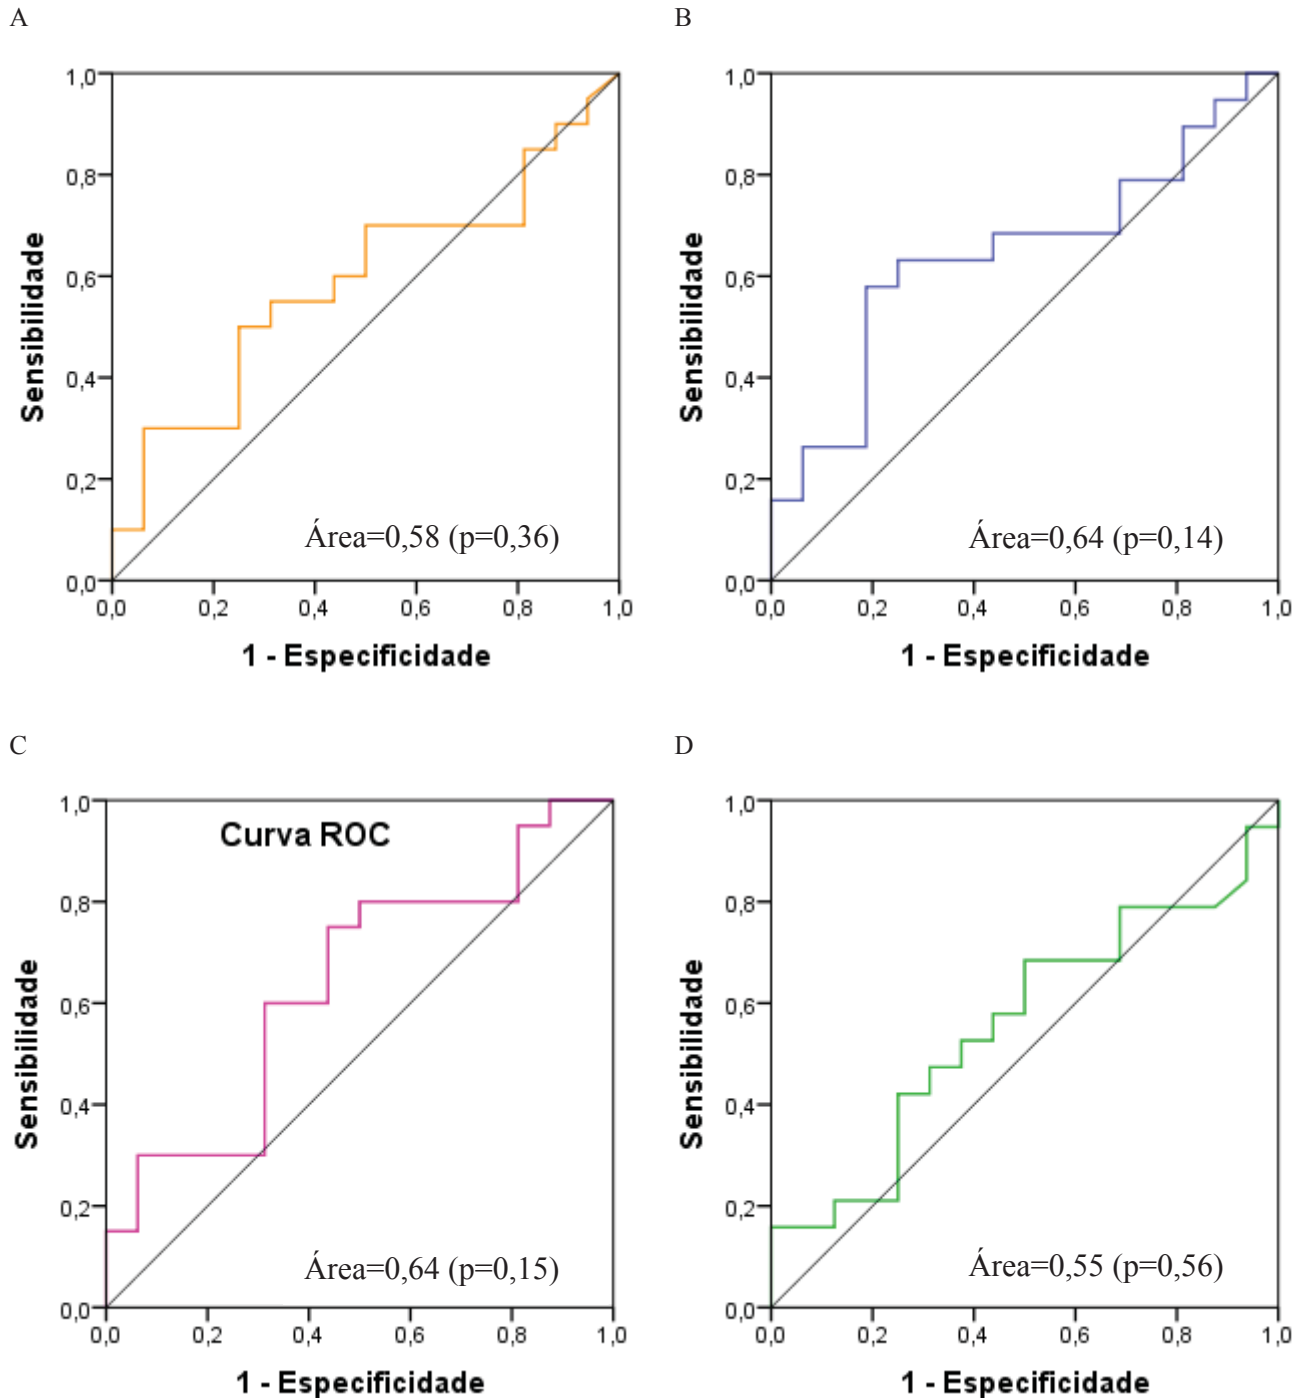 A
1,0
0,8
0,6
0,4
0,2
0,0
Sensibilidade
Área=0,58 (p=0,36)
0,0 0,2 0,4 0,6 0,8 1,0
1 - Especificidade
B
1,0
0,8
0,6
0,4
0,2
0,0
Sensibilidade
Área=0,64 (p=0,14)
0,0 0,2 0,4 0,6 0,8 1,0
1 - Especificidade
C
Curva ROC
1,0
0,8
0,6
0,4
0,2
0,0
Sensibilidade
Área=0,64 (p=0,15)
0,0 0,2 0,4 0,6 0,8 1,0
1 - Especificidade
D
1,0
0,8
0,6
0,4
0,2
0,0
Sensibilidade
Área=0,55 (p=0,56)
0,0 0,2 0,4 0,6 0,8 1,0
1 - Especificidade